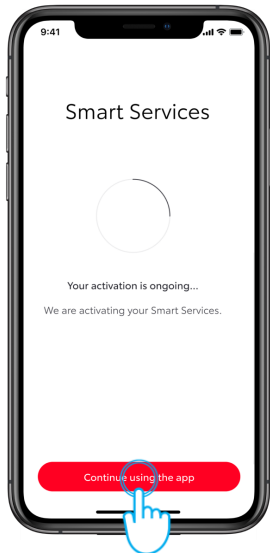 9:41
Smart Services
Your activation is ongoing...
We are activating your Smart Services.
Continue using the app